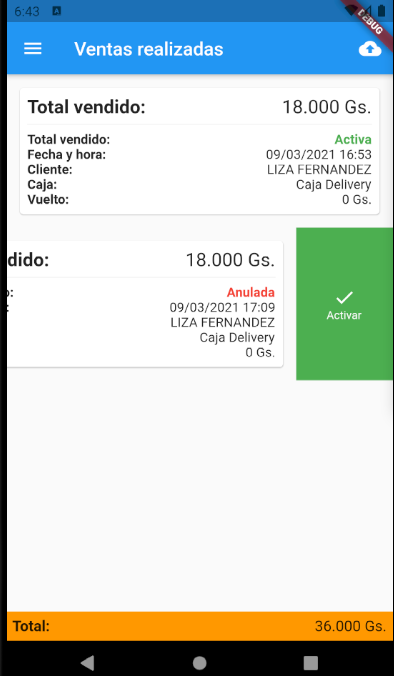 6:43
DEBUG
Ventas realizadas
Total vendido: 18.000 Gs.
Total vendido: Activa
Fecha y hora: 09/03/2021 16:53
Cliente: LIZA FERNANDEZ
Caja: Caja Delivery
Vuelto: 0 Gs.
dido: 18.000 Gs.
o: Anulada
: 09/03/2021 17:09
LIZA FERNANDEZ
Caja Delivery
0 Gs.
Activar
Total: 36.000 Gs.